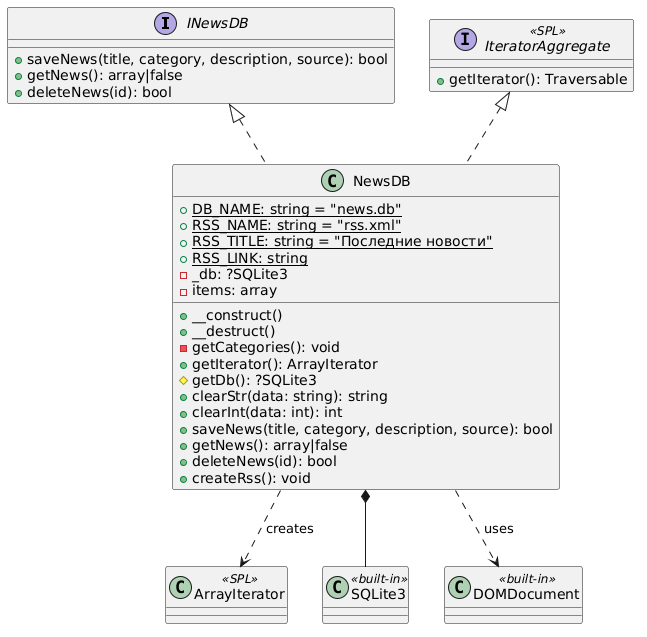 I INewsDB
saveNews(title, category, description, source): bool
getNews(): array|false
deleteNews(id): bool
I «SPL»
IteratorAggregate
getIterator(): Traversable
C NewsDB
DB_NAME: string = "news.db"
RSS_NAME: string = "rss.xml"
RSS_TITLE: string = "Последние новости"
RSS_LINK: string
_db: ?SQLite3
items: array
__construct()
__destruct()
getCategories(): void
getIterator(): ArrayIterator
getDb(): ?SQLite3
clearStr(data: string): string
clearInt(data: int): int
saveNews(title, category, description, source): bool
getNews(): array|false
deleteNews(id): bool
createRss(): void
creates
uses
C «SPL»
ArrayIterator
C «built-in»
SQLite3
C «built-in»
DOMDocument